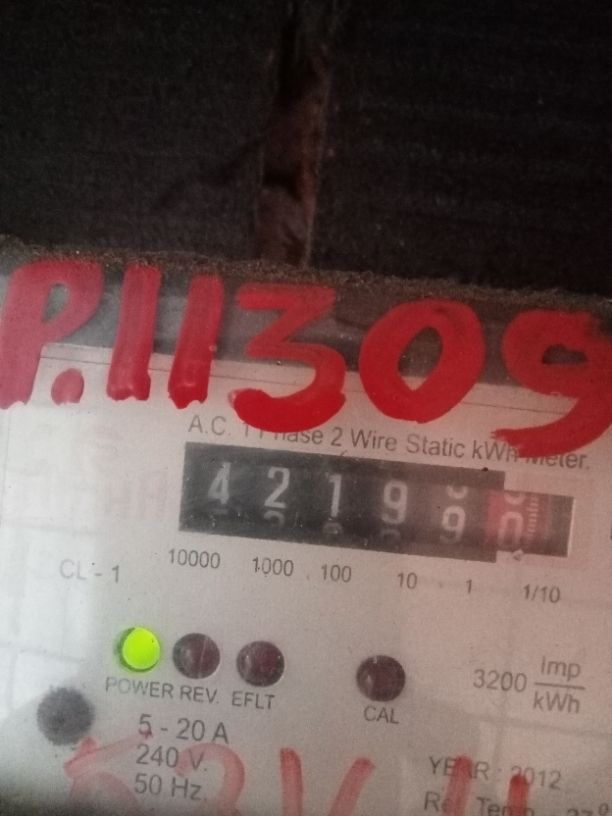 P.11309
A.C. 1 Phase 2 Wire Static kWh Meter.
4 2 1 9 9 0
10000 1000 100 10 1 1/10
CL - 1
3200 Imp/kWh
POWER REV. EFLT
CAL
5 - 20 A
240 V.
50 Hz.
YEAR : 2012